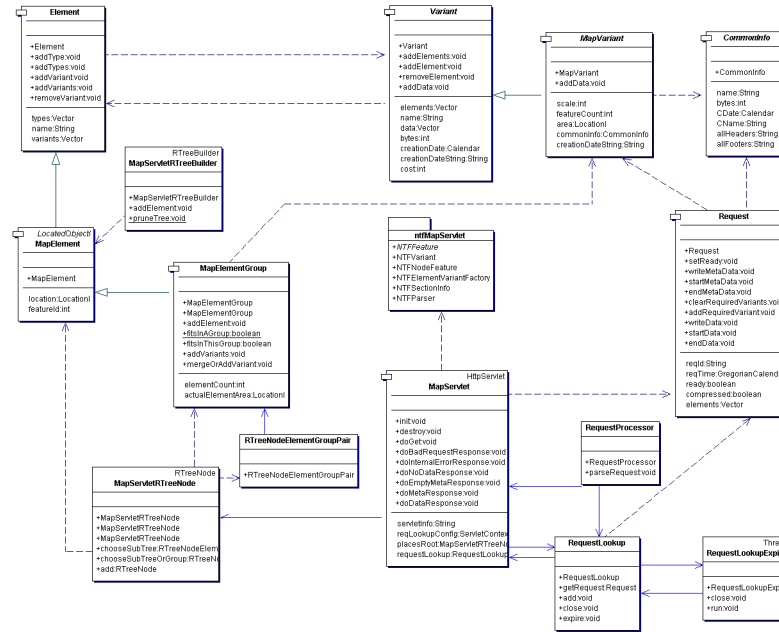 Element
+Element
+addType:void
+addTypes:void
+addVariant:void
+addVariants:void
+removeVariant:void
types:Vector
name:String
variants:Vector
Variant
+Variant
+addElements:void
+addElement:void
+removeElement:void
+addData:void
elements:Vector
name:String
data:Vector
bytes:int
creationDate:Calendar
creationDateString:String
cost:int
MapVariant
+MapVariant
+addData:void
scale:int
featureCount:int
area:LocationI
commonInfo:CommonInfo
creationDateString:String
CommonInfo
+CommonInfo
name:String
bytes:int
CDate:Calendar
CName:String
allHeaders:String
allFooters:String
RTreeBuilder
MapServletRTreeBuilder
+MapServletRTreeBuilder
+addElement:void
+pruneTree:void
LocatedObjectI
MapElement
+MapElement
location:LocationI
featureId:int
MapElementGroup
+MapElementGroup
+MapElementGroup
+addElement:void
+fitsInAGroup:boolean
+fitsInThisGroup:boolean
+addVariants:void
+mergeOrAddVariant:void
elementCount:int
actualElementArea:LocationI
ntfMapServlet
+NTFFeature
+NTFVariant
+NTFNodeFeature
+NTFElementVariantFactory
+NTFSectionInfo
+NTFParser
Request
+Request
+setReady:void
+writeMetaData:void
+startMetaData:void
+endMetaData:void
+clearRequiredVariants:voi
+addRequiredVariant:void
+writeData:void
+startData:void
+endData:void
reqId:String
reqTime:GregorianCalend
ready:boolean
compressed:boolean
elements:Vector
HttpServlet
MapServlet
+init:void
+destroy:void
+doGet:void
+doBadRequestResponse:void
+doInternalErrorResponse:void
+doNoDataResponse:void
+doEmptyMetaResponse:void
+doMetaResponse:void
+doDataResponse:void
servletInfo:String
reqLookupConfig:ServletContex
placesRoot:MapServletRTreeN
requestLookup:RequestLookup
RequestProcessor
+RequestProcessor
+parseRequest:void
RTreeNodeElementGroupPair
+RTreeNodeElementGroupPair
RTreeNode
MapServletRTreeNode
+MapServletRTreeNode
+MapServletRTreeNode
+MapServletRTreeNode
+chooseSubTree:RTreeNodeElem
+chooseSubTreeOrGroup:RTreeN
+add:RTreeNode
RequestLookup
+RequestLookup
+getRequest:Request
+add:void
+close:void
+expire:void
Thre
RequestLookupExpi
+RequestLookupExp
+close:void
+run:void